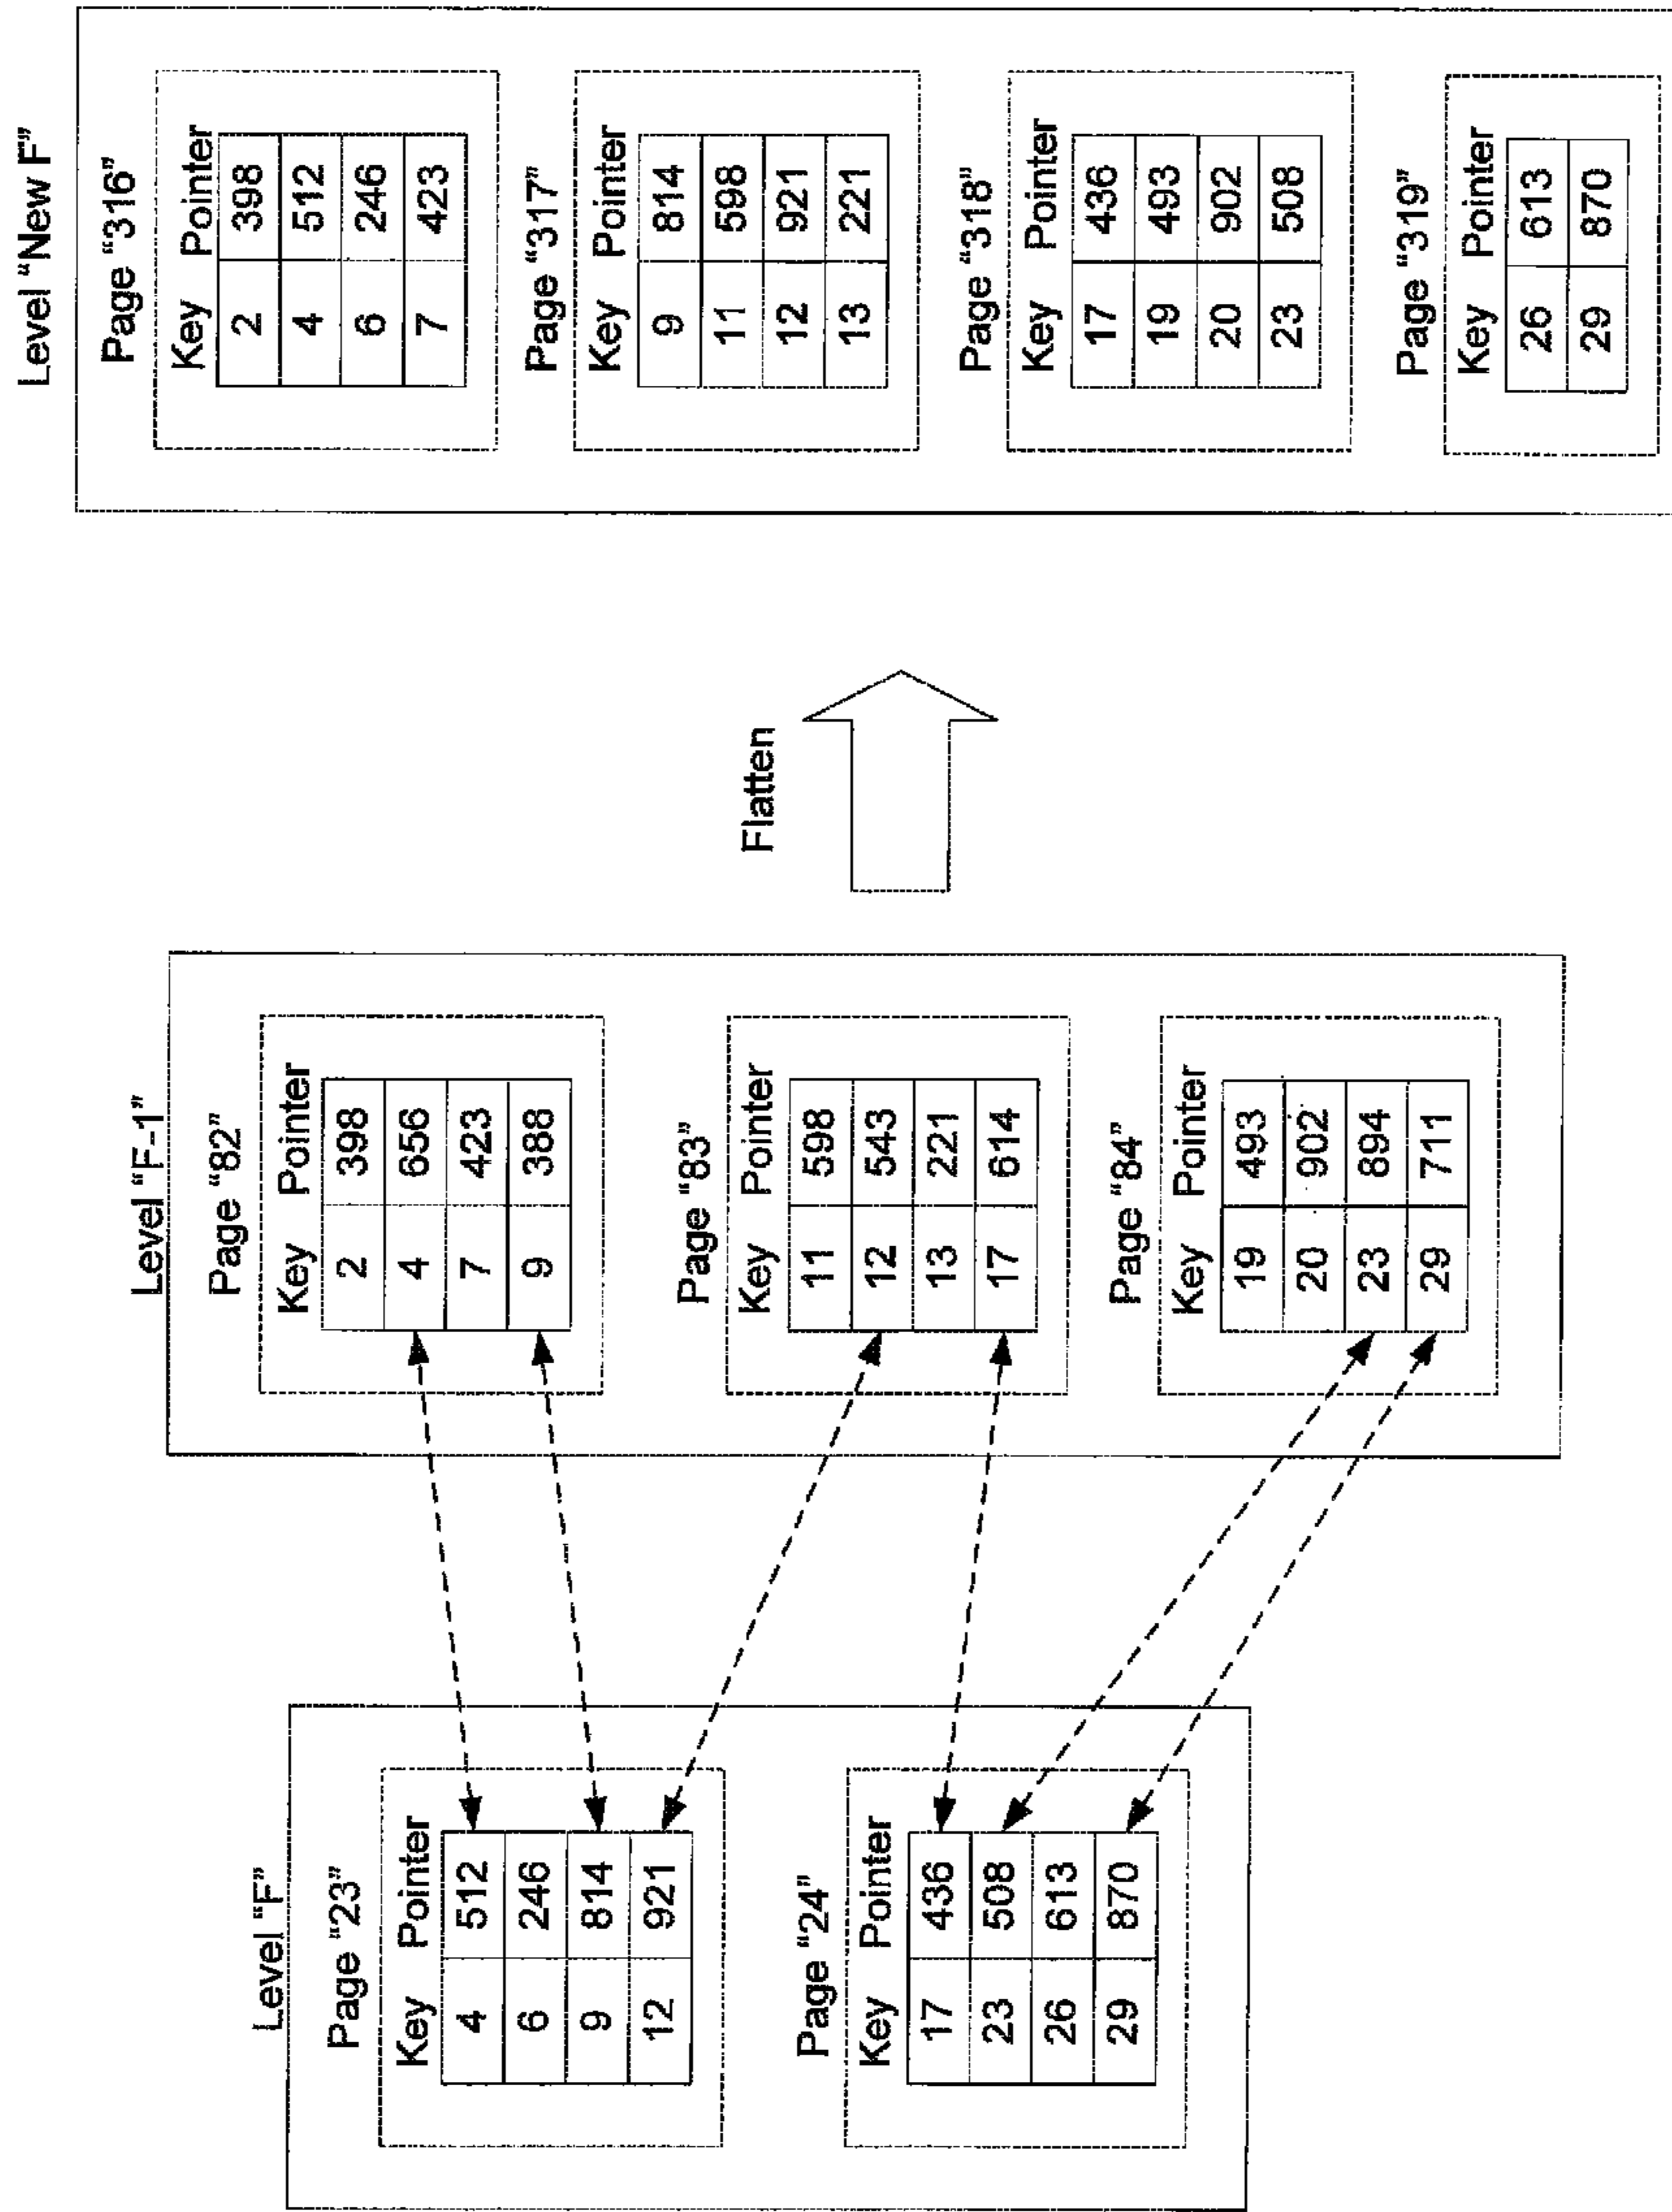 Level “F”
Page “23”
Key Pointer
4 512
6 246
9 814
12 921
Page “24”
Key Pointer
17 436
23 508
26 613
29 870
Level “F-1”
Page “82”
Key Pointer
2 398
4 656
7 423
9 388
Page “83”
Key Pointer
11 598
12 543
13 221
17 614
Page “84”
Key Pointer
19 493
20 902
23 894
29 711
Flatten
Level “New F”
Page “316”
Key Pointer
2 398
4 512
6 246
7 423
Page “317”
Key Pointer
9 814
11 598
12 921
13 221
Page “318”
Key Pointer
17 436
19 493
20 902
23 508
Page “319”
Key Pointer
26 613
29 870